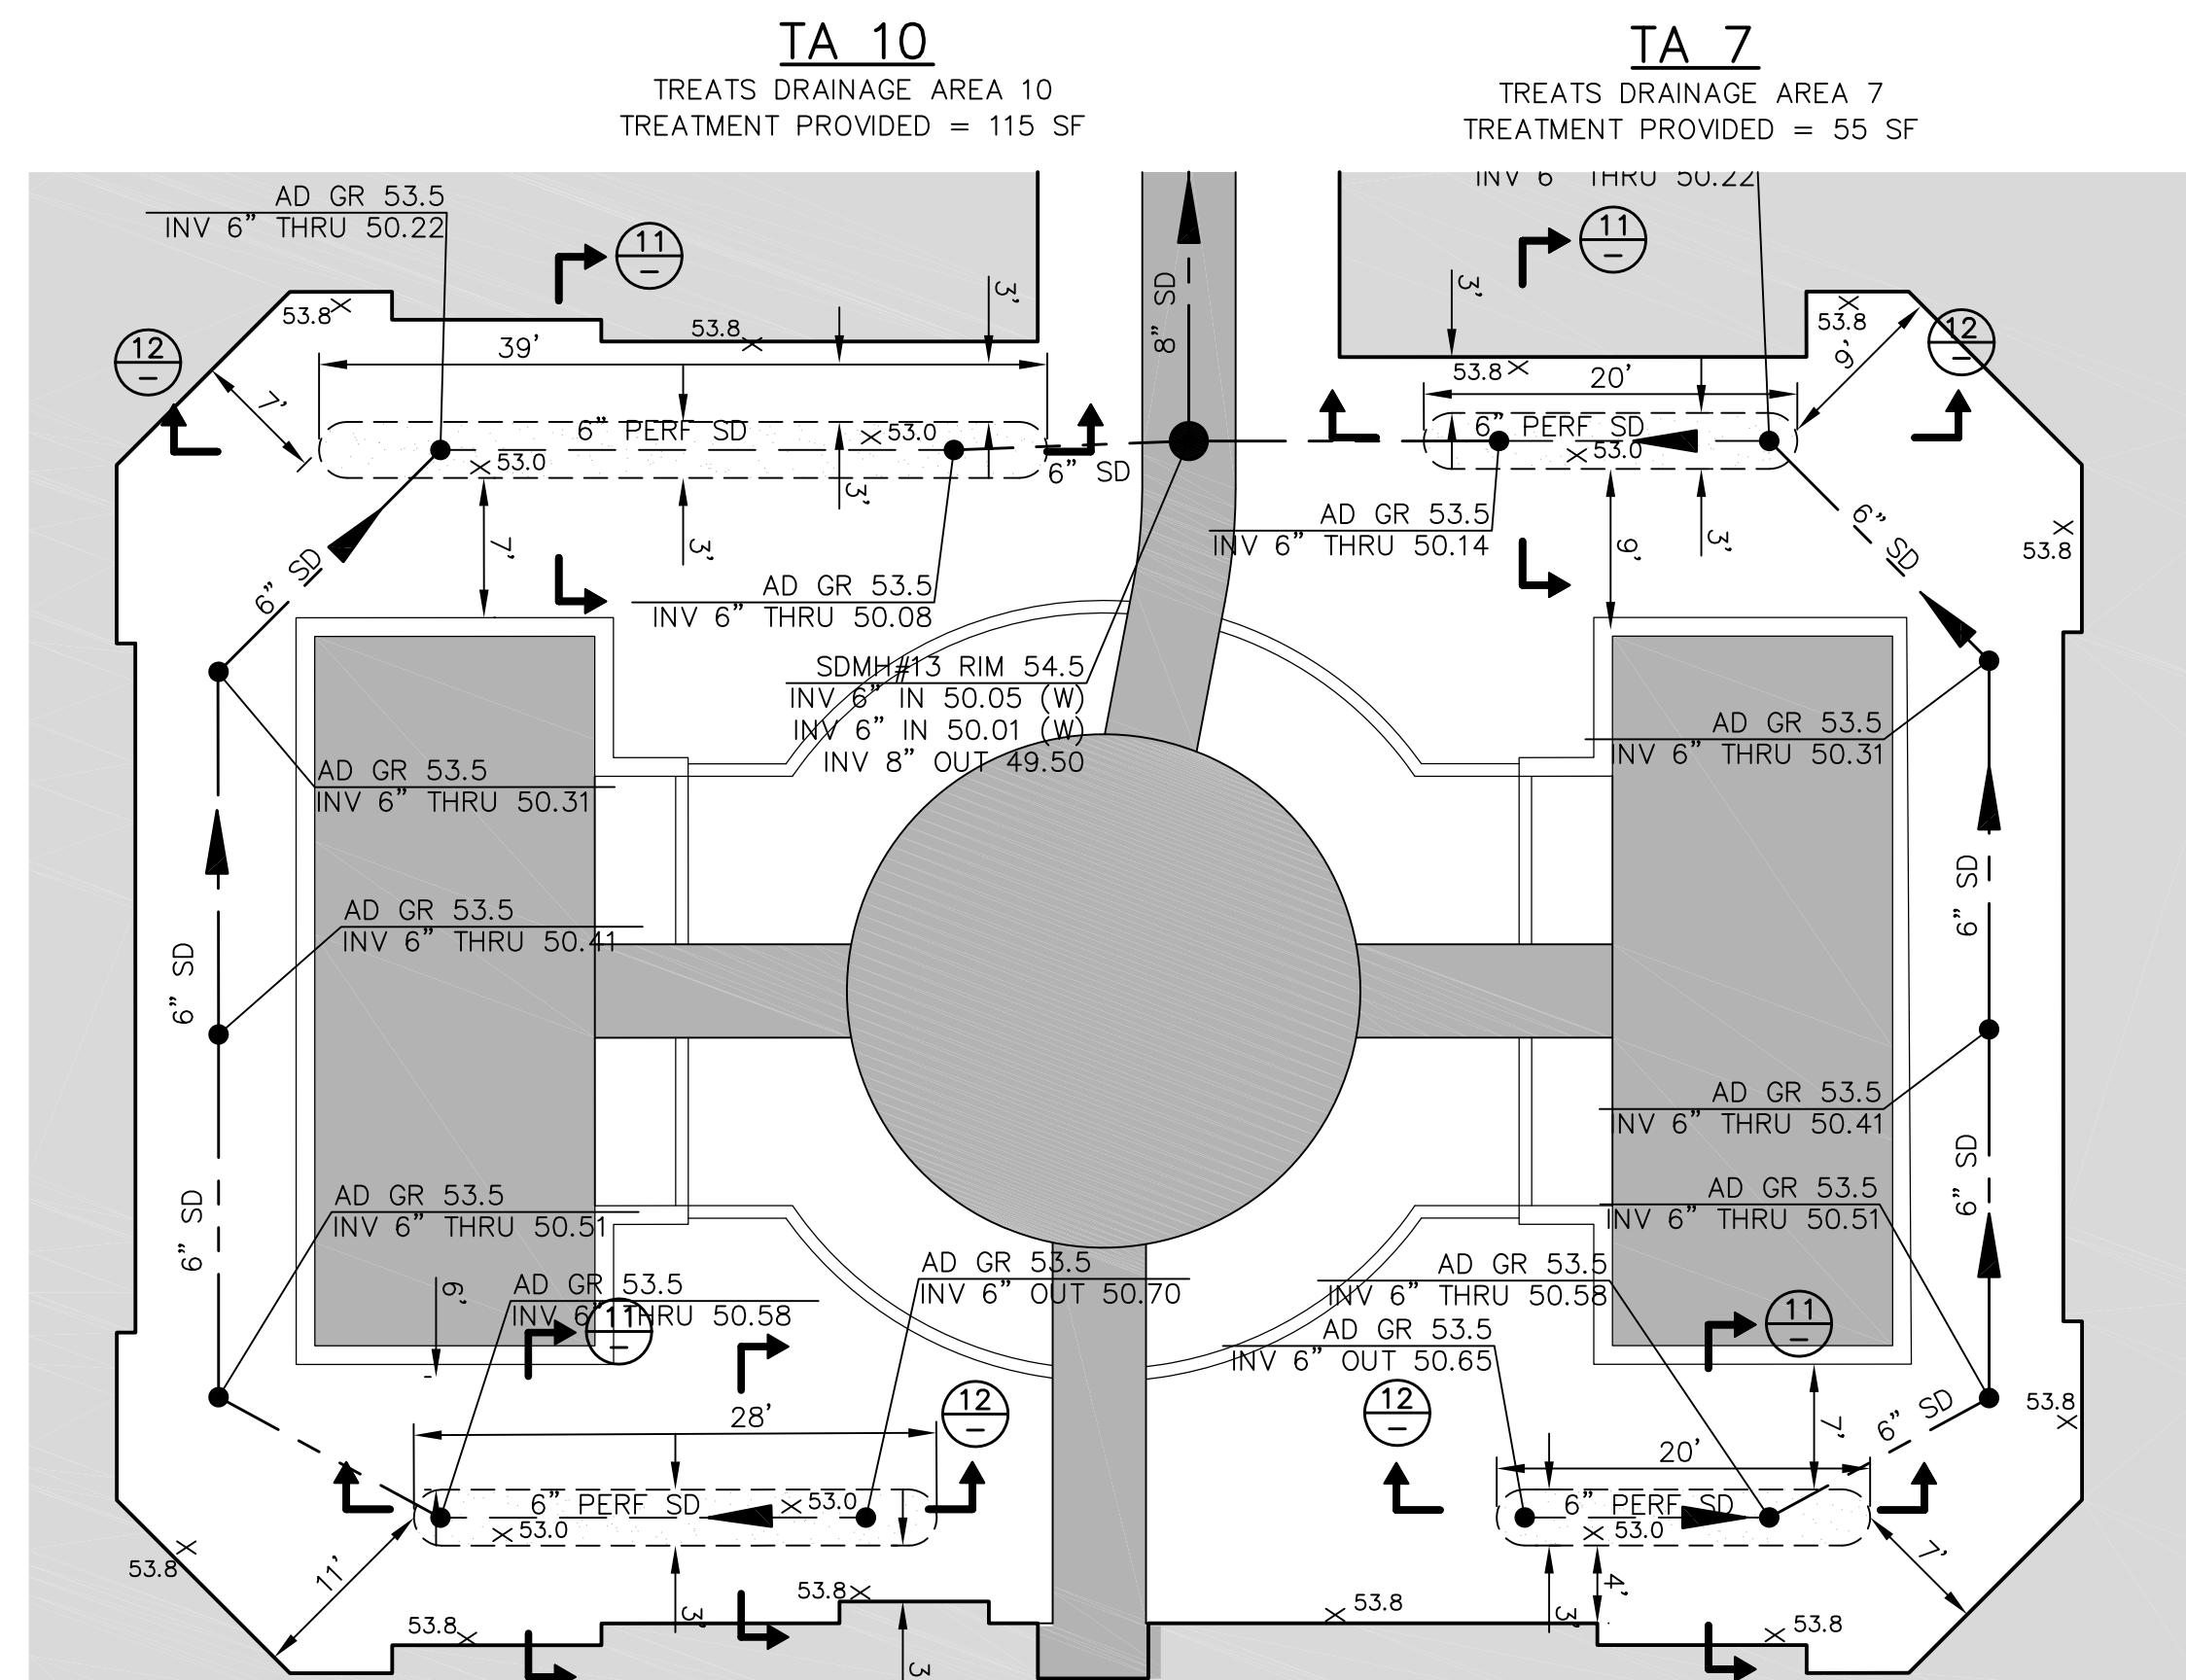 TA 10
TREATS DRAINAGE AREA 10
TREATMENT PROVIDED = 115 SF
TA 7
TREATS DRAINAGE AREA 7
TREATMENT PROVIDED = 55 SF
AD GR 53.5
INV 6" THRU 50.22
11
–
3'
8" SD
3'
INV 6" THRU 50.22
11
–
53.8
53.8
12
–
39'
7'
6" PERF SD
53.0
53.0
6" SD
3'
7'
3'
53.8
20'
9'
53.8
12
–
6" PERF SD
53.0
AD GR 53.5
INV 6" THRU 50.14
9'
3'
6" SD
53.8
6" SD
AD GR 53.5
INV 6" THRU 50.08
SDMH#13 RIM 54.5
INV 6" IN 50.05 (W)
INV 6" IN 50.01 (W)
INV 8" OUT 49.50
AD GR 53.5
INV 6" THRU 50.31
AD GR 53.5
INV 6" THRU 50.31
AD GR 53.5
INV 6" THRU 50.41
6" SD
6" SD
AD GR 53.5
INV 6" THRU 50.41
6" SD
6" SD
AD GR 53.5
INV 6" THRU 50.51
AD GR 53.5
INV 6" THRU 50.51
6'
AD GR 53.5
INV 6" THRU 50.58
11
–
AD GR 53.5
INV 6" OUT 50.70
AD GR 53.5
INV 6" THRU 50.58
AD GR 53.5
INV 6" OUT 50.65
11
–
28'
12
–
12
–
20'
7'
6" SD
53.8
6" PERF SD
53.0
53.0
6" PERF SD
53.0
53.8
11'
53.8
53.8
3'
3
53.8
3'
4'
7'
53.8